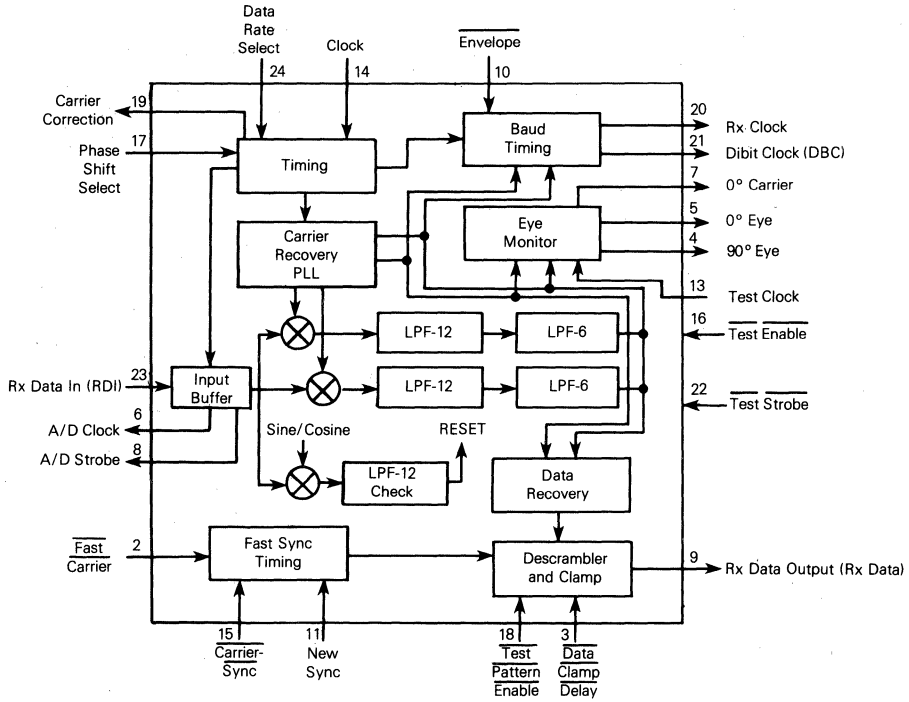 Data
Rate
Select
24
Clock
14
Envelope
10
19
Carrier
Correction
17
Phase
Shift
Select
Timing
Baud
Timing
20
Rx Clock
21
Dibit Clock (DBC)
7
0° Carrier
5
0° Eye
4
90° Eye
Eye
Monitor
Carrier
Recovery
PLL
13
Test Clock
16
Test Enable
LPF-12
LPF-6
LPF-12
LPF-6
23
Rx Data In (RDI)
Input
Buffer
6
A/D Clock
8
A/D Strobe
22
Test Strobe
Sine/Cosine
RESET
LPF-12
Check
Data
Recovery
Fast
Carrier
2
Fast Sync
Timing
Descrambler
and Clamp
9
Rx Data Output (Rx Data)
15
Carrier-
Sync
11
New
Sync
18
Test
Pattern
Enable
3
Data
Clamp
Delay